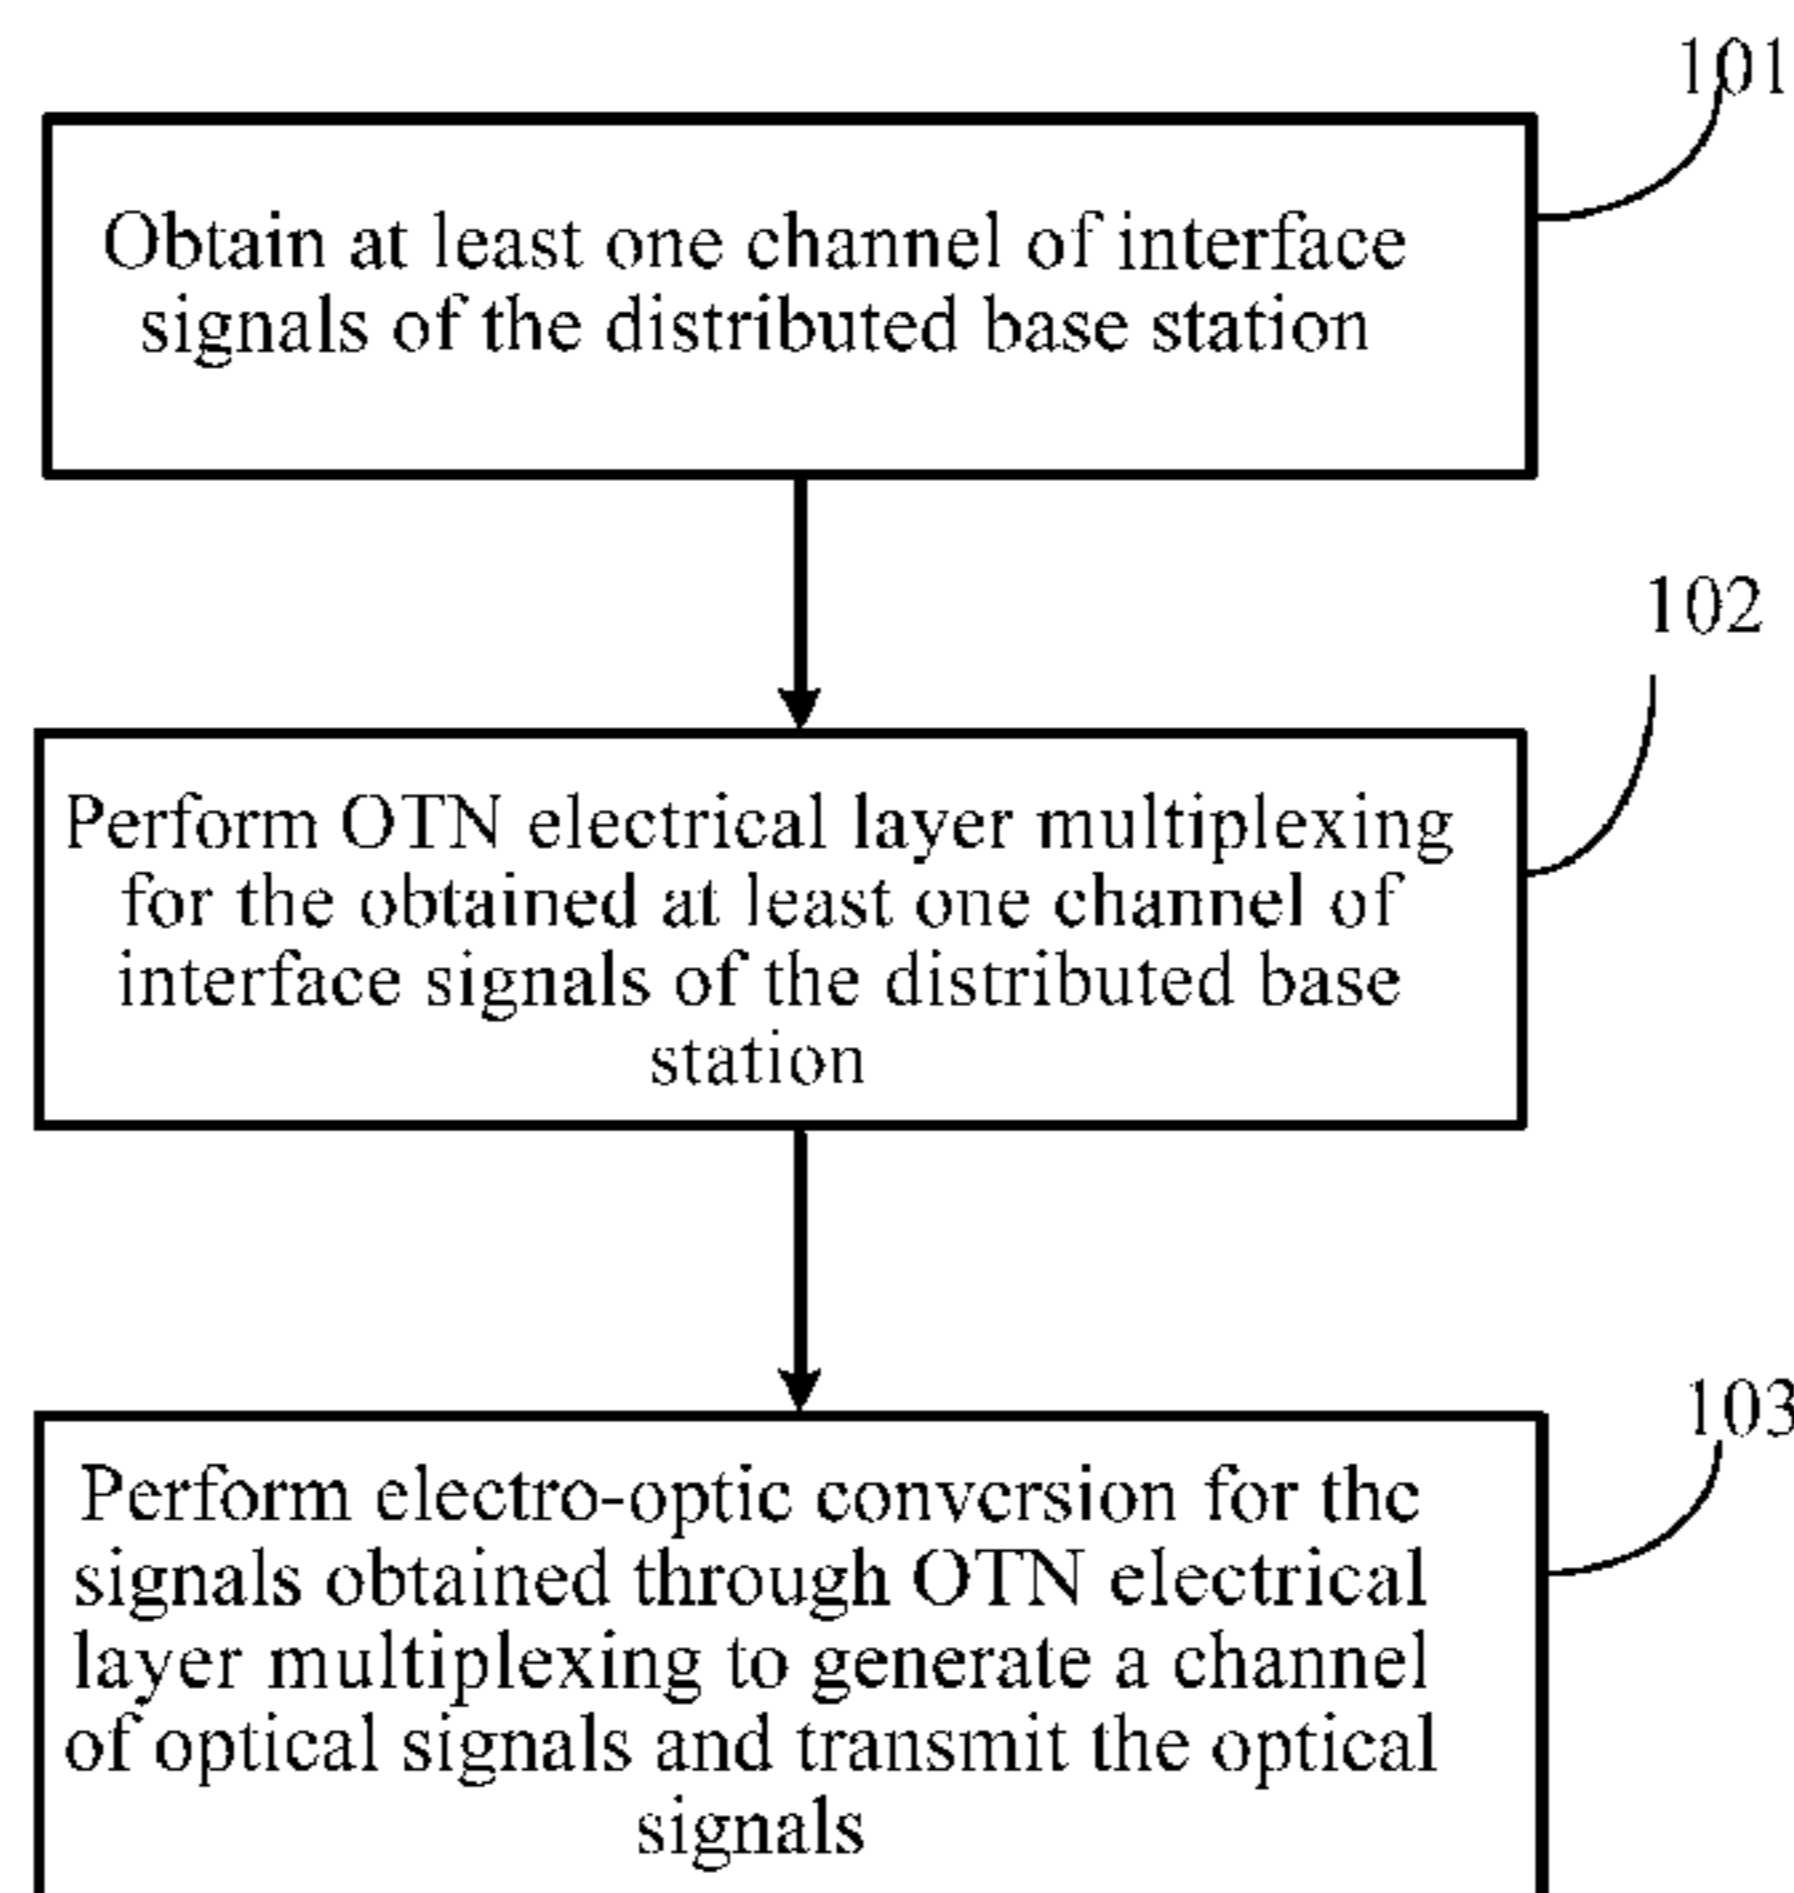 101
Obtain at least one channel of interface
signals of the distributed base station
102
Perform OTN electrical layer multiplexing
for the obtained at least one channel of
interface signals of the distributed base
station
103
Perform electro-optic conversion for the
signals obtained through OTN electrical
layer multiplexing to generate a channel
of optical signals and transmit the optical
signals